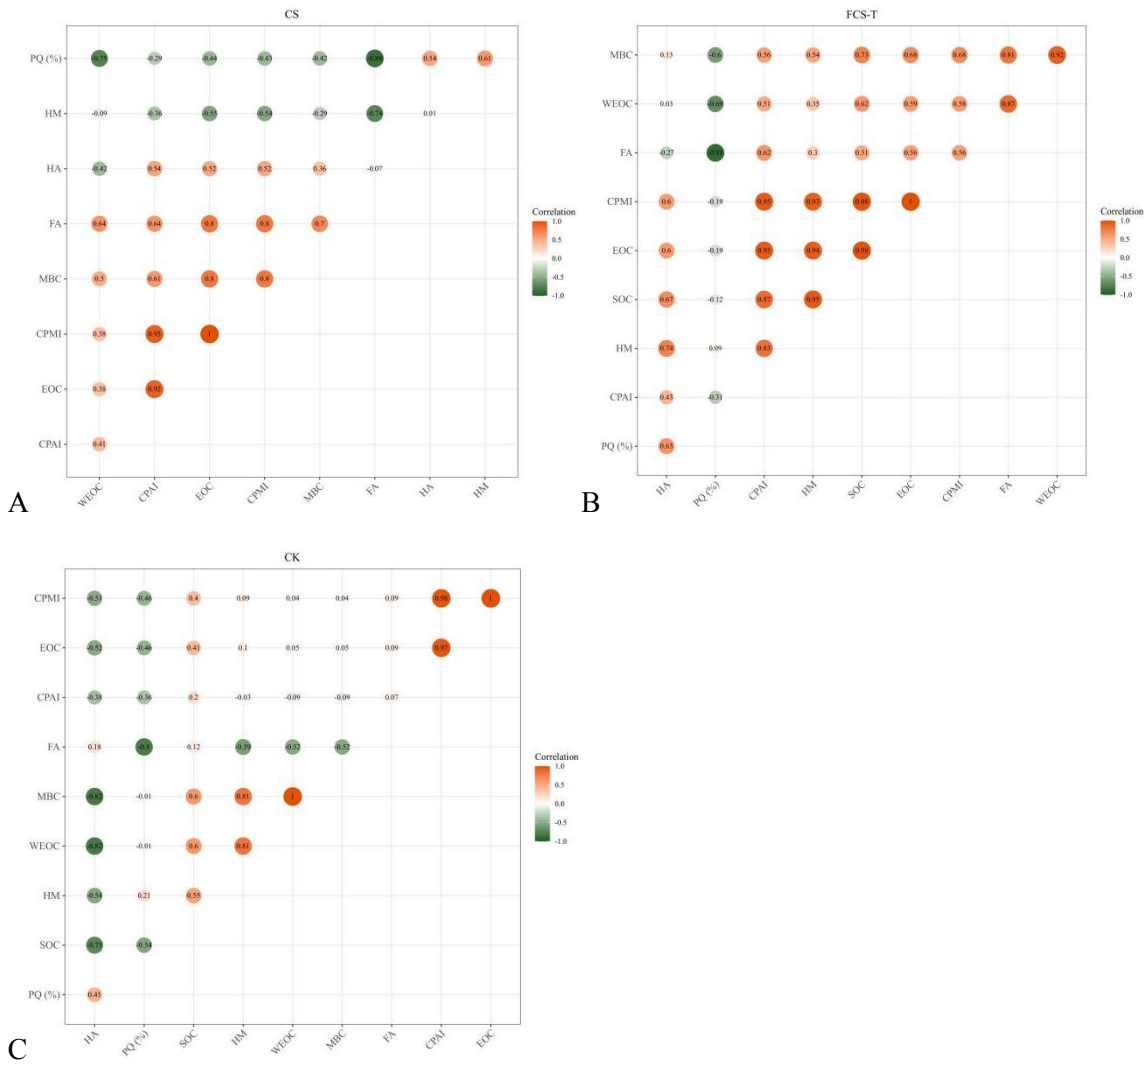 CS
PQ (%) -0.75 -0.29 -0.44 -0.43 -0.42 0.54 0.61
HM -0.09 -0.36 -0.55 -0.54 -0.29 -0.74 0.01
HA -0.42 0.54 0.52 0.52 0.36 -0.07
FA 0.64 0.64 0.8 0.8 0.7
MBC 0.5 0.61 0.8 0.8
CPMI 0.38 0.93 1
EOC 0.38 0.92
CPAI 0.41
WEOC CPAI EOC CPMI MBC FA HA HM
Correlation
1.0
0.5
0.0
-0.5
-1.0
A
FCS-T
MBC 0.13 -0.6 0.56 0.54 0.73 0.68 0.68 0.81 0.92
WEOC 0.03 -0.69 0.51 0.35 0.62 0.59 0.58 0.87
FA -0.27 0.62 0.3 0.51 0.56 0.56
CPMI 0.6 -0.19 0.95 0.93 0.98 1
EOC 0.6 -0.19 0.95 0.94 0.98
SOC 0.67 -0.12 0.87 0.95
HM 0.74 0.09 0.83
CPAI 0.43 -0.31
PQ (%) 0.63
HA PQ (%) CPAI HM SOC EOC CPMI FA WEOC
Correlation
1.0
0.5
0.0
-0.5
-1.0
B
CK
CPMI -0.51 -0.46 0.4 0.09 0.04 0.04 0.09 0.98 1
EOC -0.52 -0.46 0.41 0.1 0.05 0.05 0.09 0.97
CPAI -0.38 -0.36 0.2 -0.03 -0.09 -0.09 0.07
FA 0.18 -0.8 0.12 -0.59 -0.52 -0.52
MBC -0.82 -0.01 0.6 0.81 1
WEOC -0.82 -0.01 0.6 0.81
HM -0.54 0.21 0.53
SOC -0.73 -0.54
PQ (%) 0.45
HA PQ (%) SOC HM WEOC MBC FA CPAI EOC
Correlation
1.0
0.5
0.0
-0.5
-1.0
C